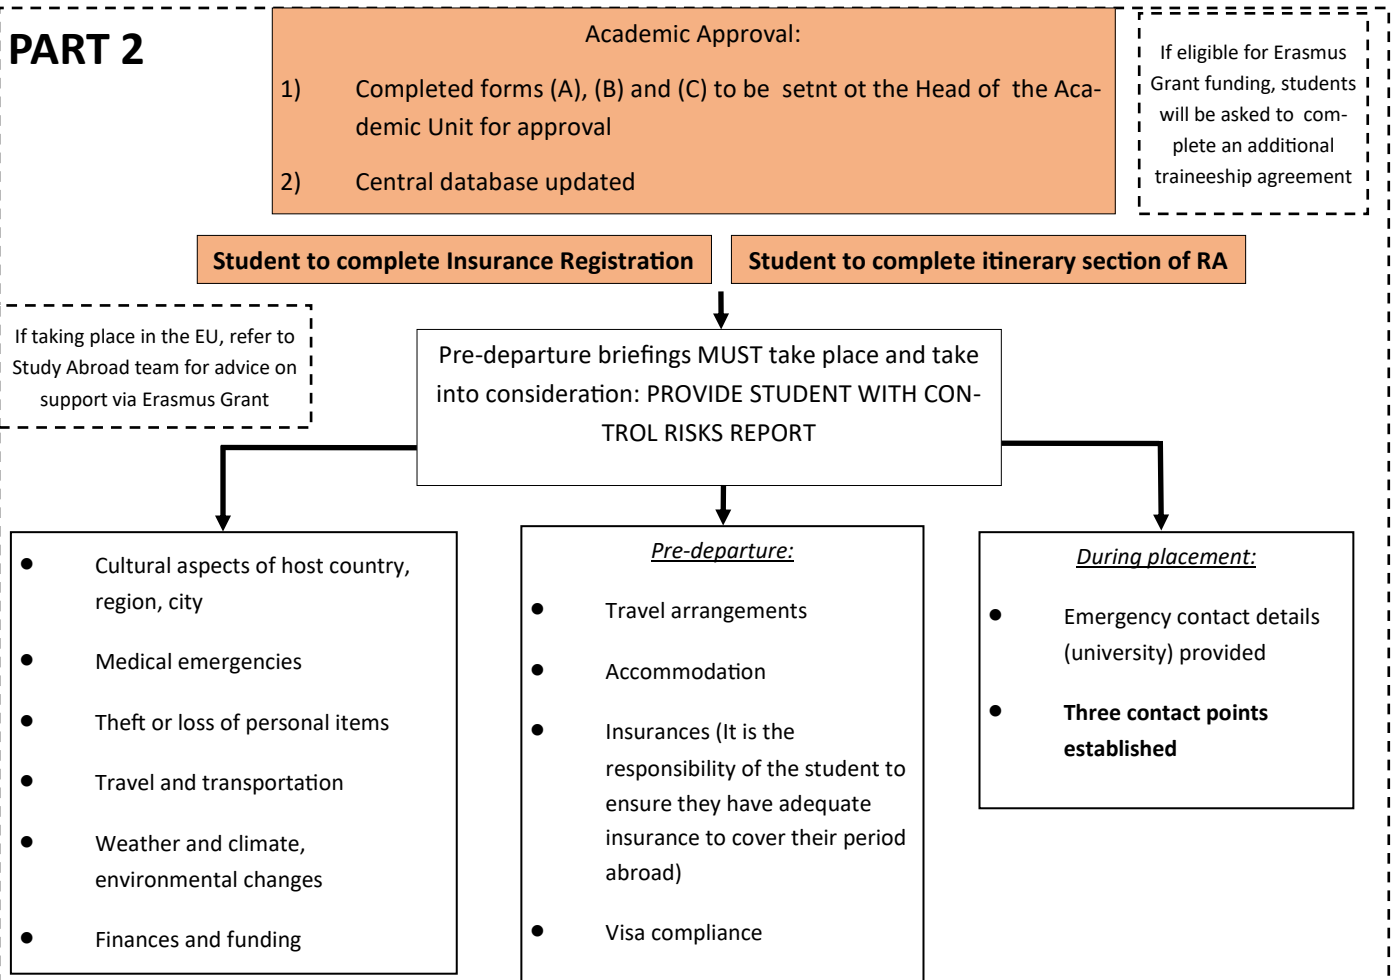 PART 2
Academic Approval:
1) Completed forms (A), (B) and (C) to be setnt ot the Head of the Aca-
demic Unit for approval
2) Central database updated
If eligible for Erasmus
Grant funding, students
will be asked to com-
plete an additional
traineeship agreement
Student to complete Insurance Registration
Student to complete itinerary section of RA
If taking place in the EU, refer to
Study Abroad team for advice on
support via Erasmus Grant
Pre-departure briefings MUST take place and take
into consideration: PROVIDE STUDENT WITH CON-
TROL RISKS REPORT
● Cultural aspects of host country,
region, city
● Medical emergencies
● Theft or loss of personal items
● Travel and transportation
● Weather and climate,
environmental changes
● Finances and funding
Pre-departure:
● Travel arrangements
● Accommodation
● Insurances (It is the
responsibility of the student to
ensure they have adequate
insurance to cover their period
abroad)
● Visa compliance
During placement:
● Emergency contact details
(university) provided
● Three contact points
established